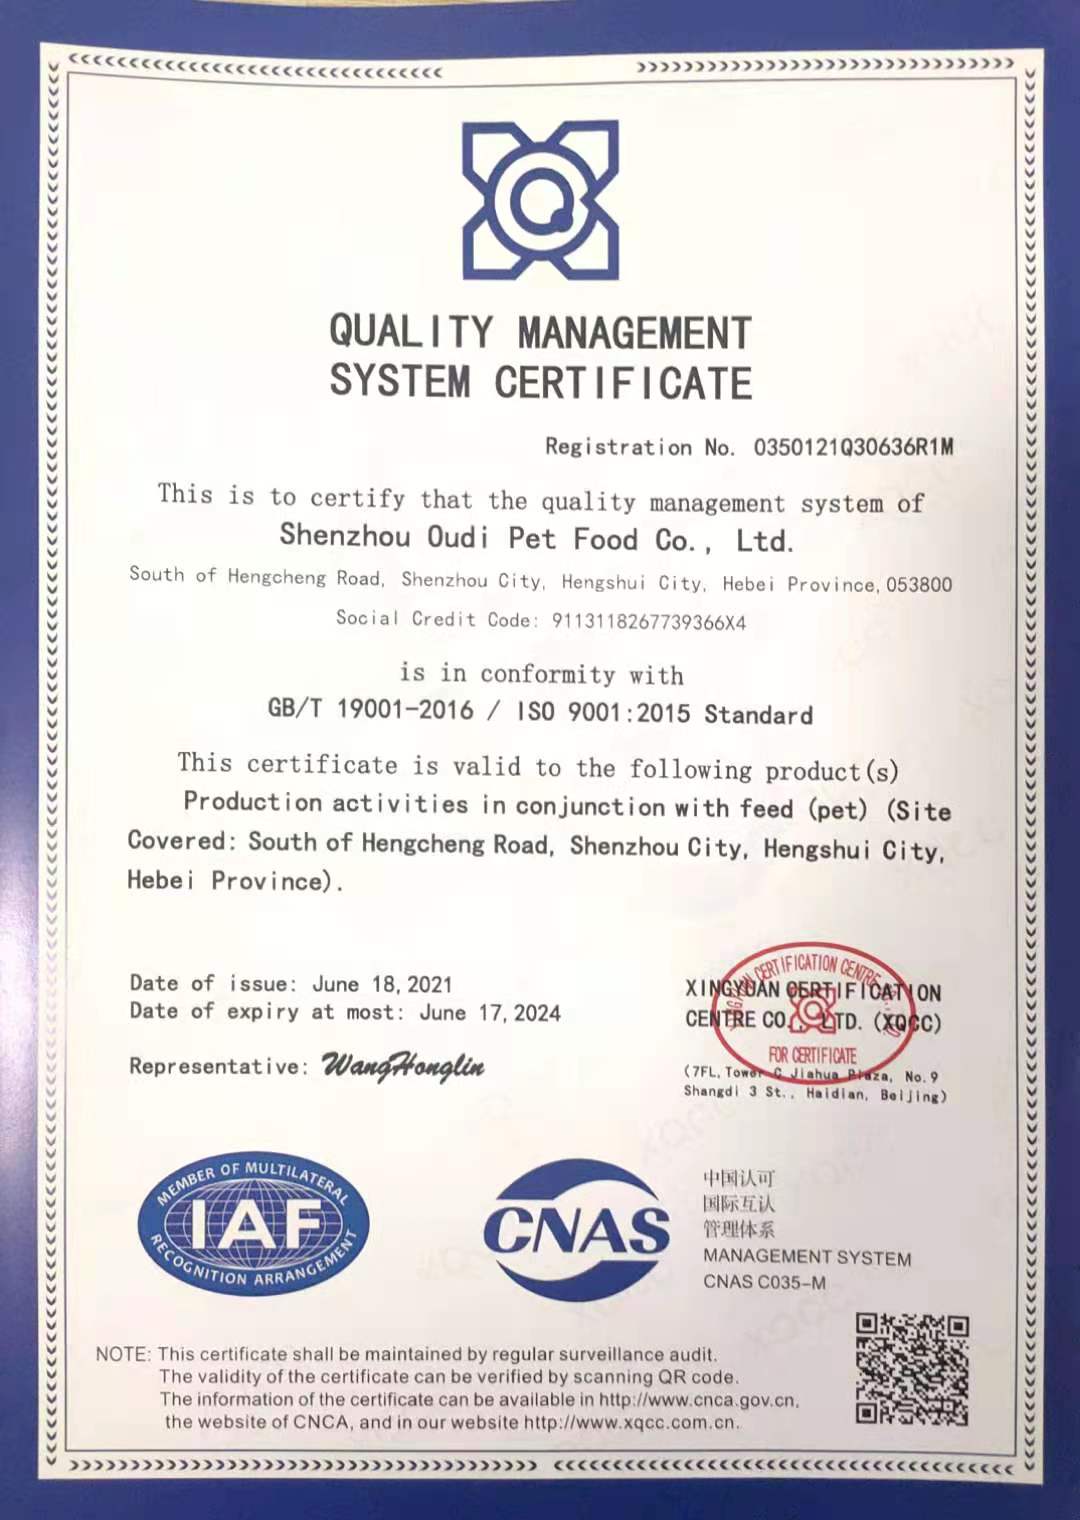 QUALITY MANAGEMENT
SYSTEM CERTIFICATE
Registration No. 0350121Q30636R1M
This is to certify that the quality management system of
Shenzhou Oudi Pet Food Co., Ltd.
South of Hengcheng Road, Shenzhou City, Hengshui City, Hebei Province,053800
Social Credit Code: 9113118267739366X4
is in conformity with
GB/T 19001-2016 / ISO 9001:2015 Standard
This certificate is valid to the following product(s)
Production activities in conjunction with feed (pet) (Site
Covered: South of Hengcheng Road, Shenzhou City, Hengshui City,
Hebei Province).
Date of issue: June 18,2021
Date of expiry at most: June 17,2024
Representative: WangHonglin
XINGYUAN CERTIFICATION
CENTRE CO., LTD. (XQCC)
(7FL,Tower C Jiahua Plaza, No.9
Shangdi 3 St., Haidian, Beijing)
CERTIFICATION CENTRE
FOR CERTIFICATE
MEMBER OF MULTILATERAL
IAF
RECOGNITION ARRANGEMENT
CNAS
中国认可
国际互认
管理体系
MANAGEMENT SYSTEM
CNAS C035-M
NOTE: This certificate shall be maintained by regular surveillance audit.
The validity of the certificate can be verified by scanning QR code.
The information of the certificate can be available in http://www.cnca.gov.cn,
the website of CNCA, and in our website http://www.xqcc.com.cn.